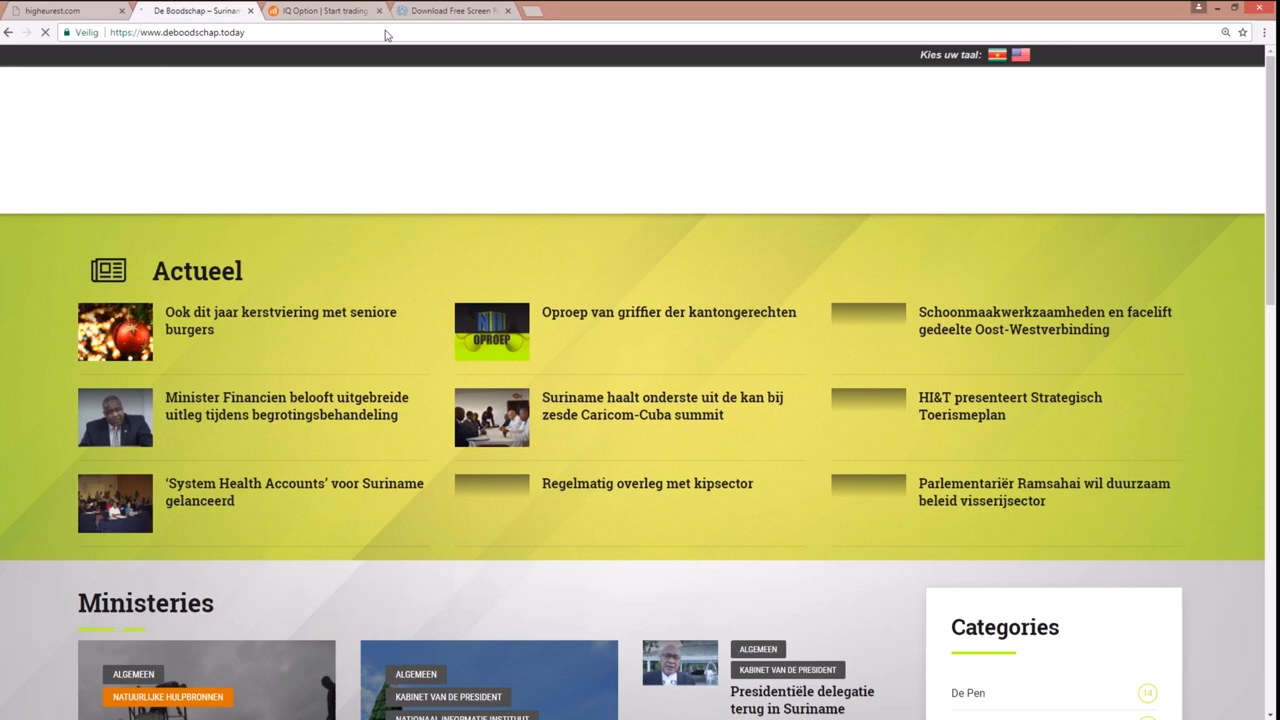 higheurest.com
De Boodschap – Surinam
IQ Option | Start trading
Download Free Screen R
Veilig
https://www.deboodschap.today
Kies uw taal:
Actueel
Ook dit jaar kerstviering met seniore
burgers
Oproep van griffier der kantongerechten
Schoonmaakwerkzaamheden en facelift
gedeelte Oost-Westverbinding
OPROEP
Minister Financien belooft uitgebreide
uitleg tijdens begrotingsbehandeling
Suriname haalt onderste uit de kan bij
zesde Caricom-Cuba summit
HI&T presenteert Strategisch
Toerismeplan
‘System Health Accounts’ voor Suriname
gelanceerd
Regelmatig overleg met kipsector
Parlementariër Ramsahai wil duurzaam
beleid visserijsector
Ministeries
ALGEMEEN
NATUURLIJKE HULPBRONNEN
ALGEMEEN
KABINET VAN DE PRESIDENT
NATIONAAL INFORMATIE INSTITUUT
ALGEMEEN
KABINET VAN DE PRESIDENT
Presidentiële delegatie
terug in Suriname
Categories
De Pen
14